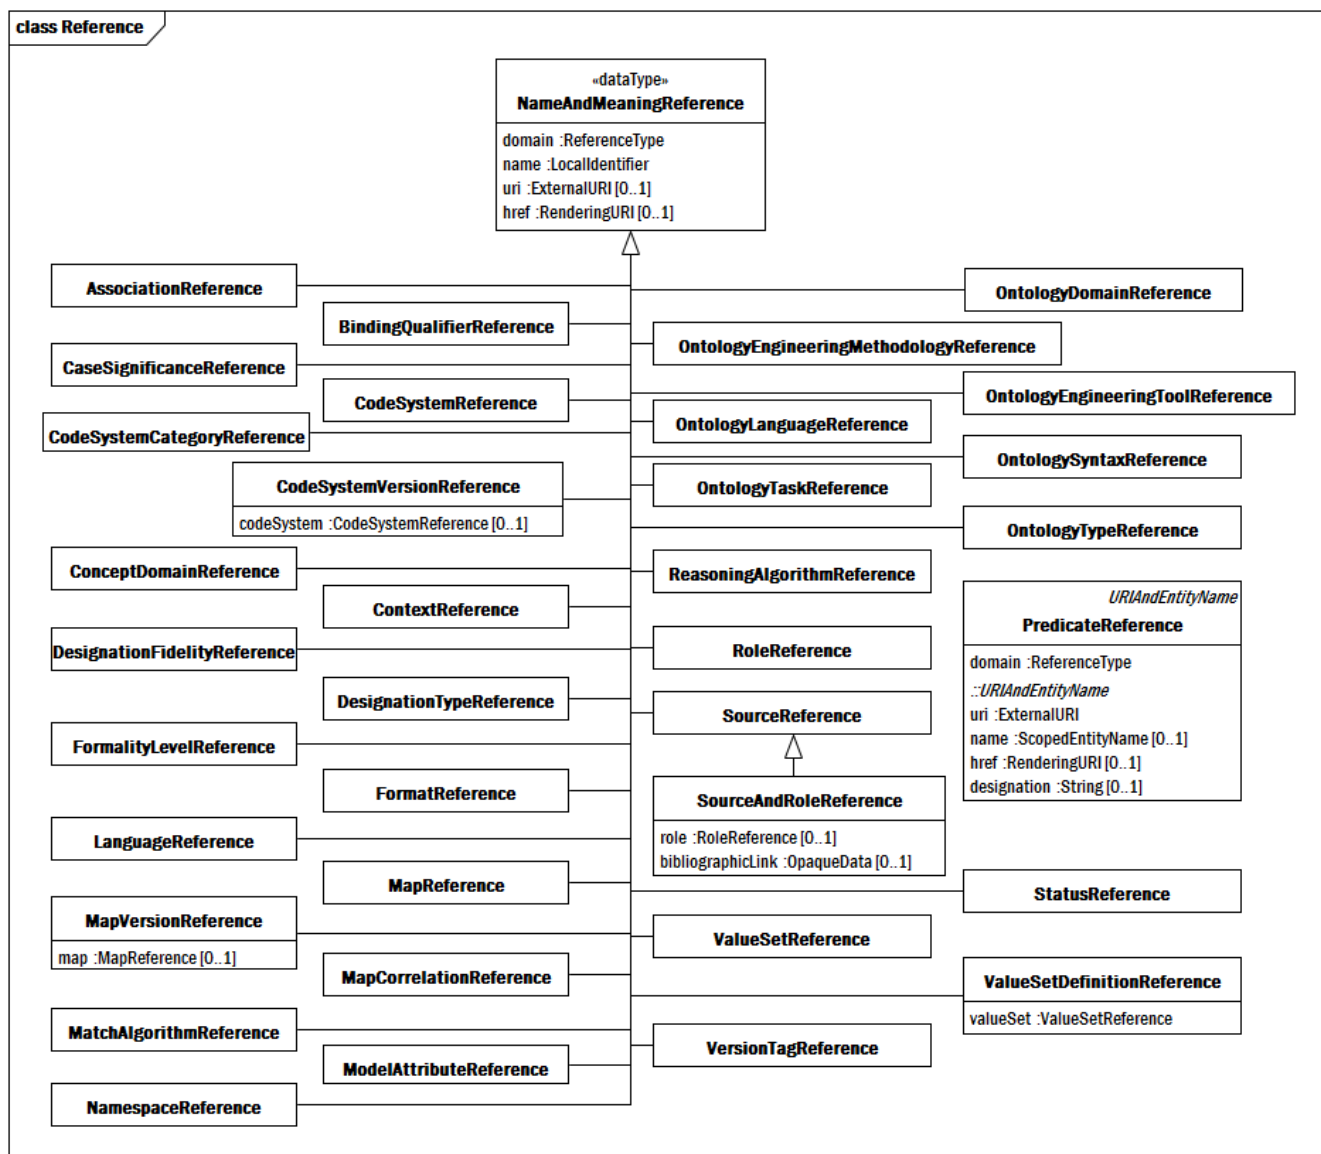 class Reference
«dataType»
NameAndMeaningReference
domain :ReferenceType
name :LocalIdentifier
uri :ExternalURI [0..1]
href :RenderingURI [0..1]
AssociationReference
OntologyDomainReference
BindingQualifierReference
OntologyEngineeringMethodologyReference
CaseSignificanceReference
OntologyEngineeringToolReference
CodeSystemReference
OntologyLanguageReference
CodeSystemCategoryReference
OntologySyntaxReference
CodeSystemVersionReference
codeSystem :CodeSystemReference [0..1]
OntologyTaskReference
OntologyTypeReference
ConceptDomainReference
ReasoningAlgorithmReference
ContextReference
URIAndEntityName
PredicateReference
domain :ReferenceType
::URIAndEntityName
uri :ExternalURI
name :ScopedEntityName [0..1]
href :RenderingURI [0..1]
designation :String [0..1]
DesignationFidelityReference
RoleReference
DesignationTypeReference
SourceReference
FormalityLevelReference
FormatReference
SourceAndRoleReference
role :RoleReference [0..1]
bibliographicLink :OpaqueData [0..1]
LanguageReference
MapReference
StatusReference
MapVersionReference
map :MapReference [0..1]
ValueSetReference
MapCorrelationReference
ValueSetDefinitionReference
valueSet :ValueSetReference
MatchAlgorithmReference
VersionTagReference
ModelAttributeReference
NamespaceReference